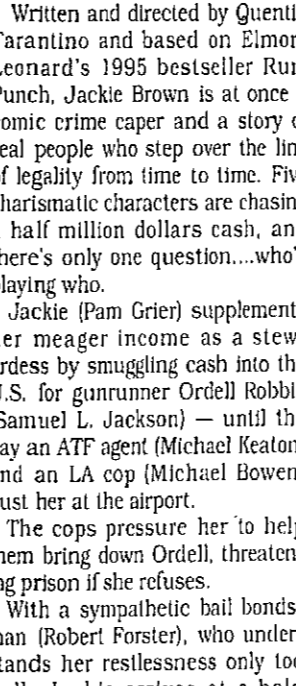 Written and directed by Quenti
Tarantino and based on Elmor
Leonard's 1995 bestseller Rum
Punch, Jackie Brown is at once
comic crime caper and a story o
real people who step over the lin
of legality from time to time. Fiv
charismatic characters are chasin
half million dollars cash, an
there's only one question....who'
playing who.
Jackie (Pam Grier) supplement
her meager income as a stew-
ardess by smuggling cash into th
U.S. for gunrunner Ordell Robbi
(Samuel L. Jackson) — until th
day an ATF agent (Michael Keaton
and an LA cop (Michael Bowen
bust her at the airport.
The cops pressure her to help
them bring down Ordell, threaten-
ing prison if she refuses.
With a sympathetic bail bonds-
man (Robert Forster), who under-
stands her restlessness only too